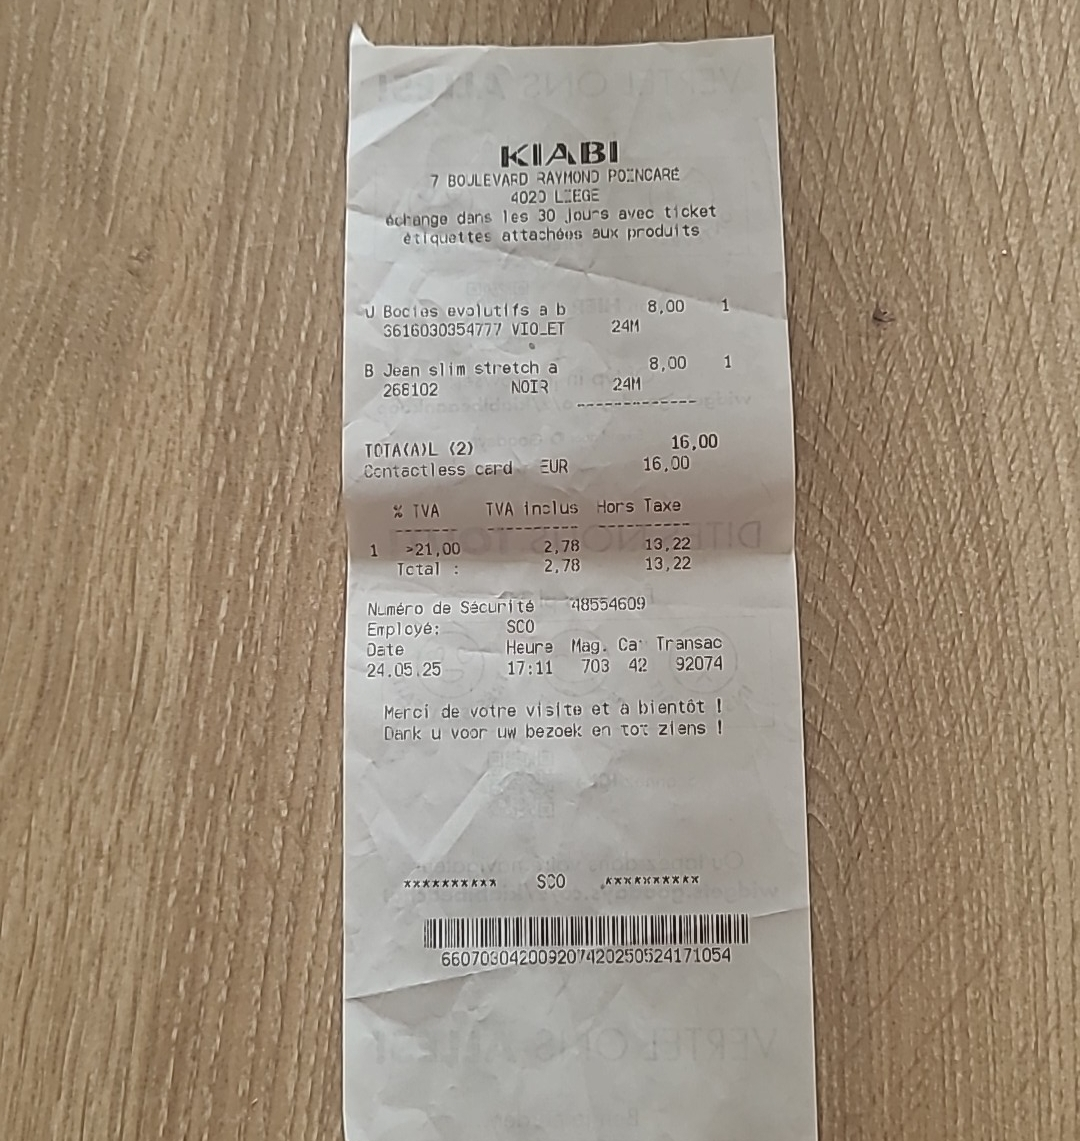 KIABI
7 BOULEVARD RAYMOND POINCARÉ
4020 LIEGE
échange dans les 30 jours avec ticket
étiquettes attachées aux produits
U Bodies evolutifs a b 8,00 1
3616030354777 VIOLET 24M
B Jean slim stretch a 8,00 1
268102 NOIR 24M
-------------
TOTA(A)L (2) 16,00
Contactless card EUR 16,00
% TVA TVA inclus Hors Taxe
------- ---------- ----------
1 >21,00 2,78 13,22
Total : 2,78 13,22
Numéro de Sécurité 48554609
Employé: SCO
Date Heure Mag. Ca Transac
24.05.25 17:11 703 42 92074
Merci de votre visite et à bientôt !
Dank u voor uw bezoek en tot ziens !
********** SCO **********
660703042009207420250524171054